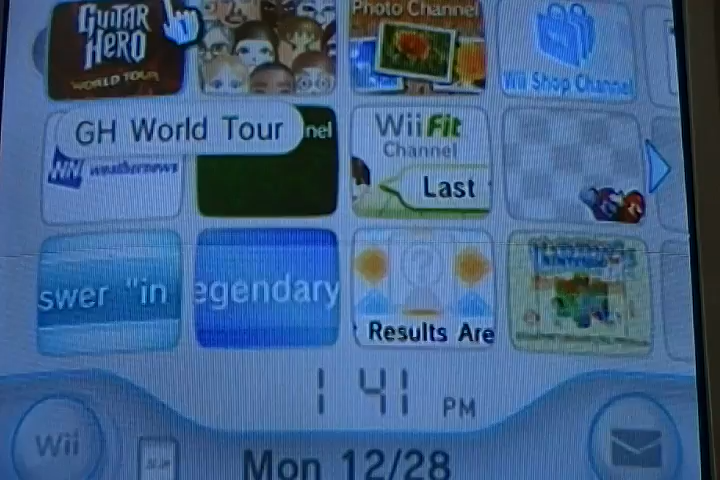 GUITAR
HERO
WORLD TOUR
Photo Channel
Wii Shop Channel
GH World Tour
nel
WN weathernews
Wii Fit
Channel
Last
swer "in
egendary
Results Are
1 41 PM
Wii
Mon 12/28